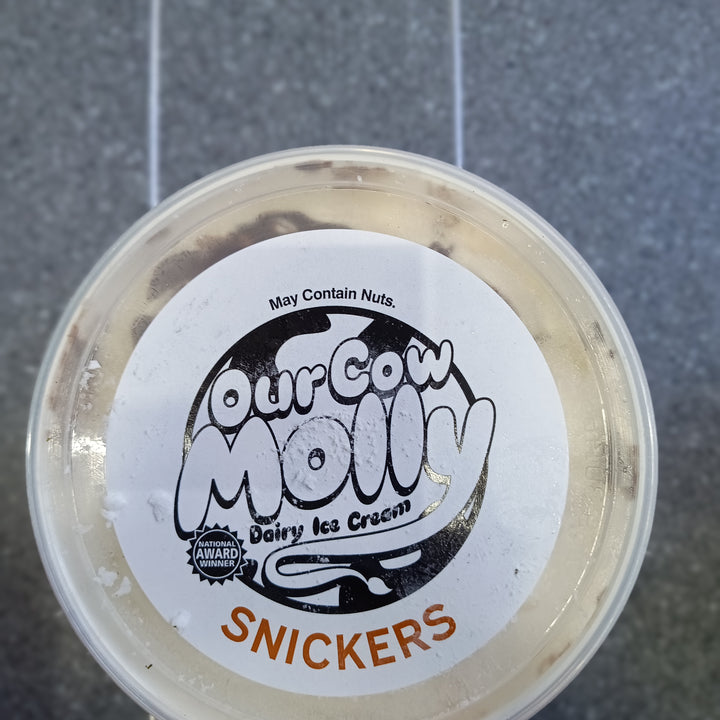 May Contain Nuts.
Our Cow
Molly
Dairy Ice Cream
NATIONAL
AWARD
WINNER
SNICKERS